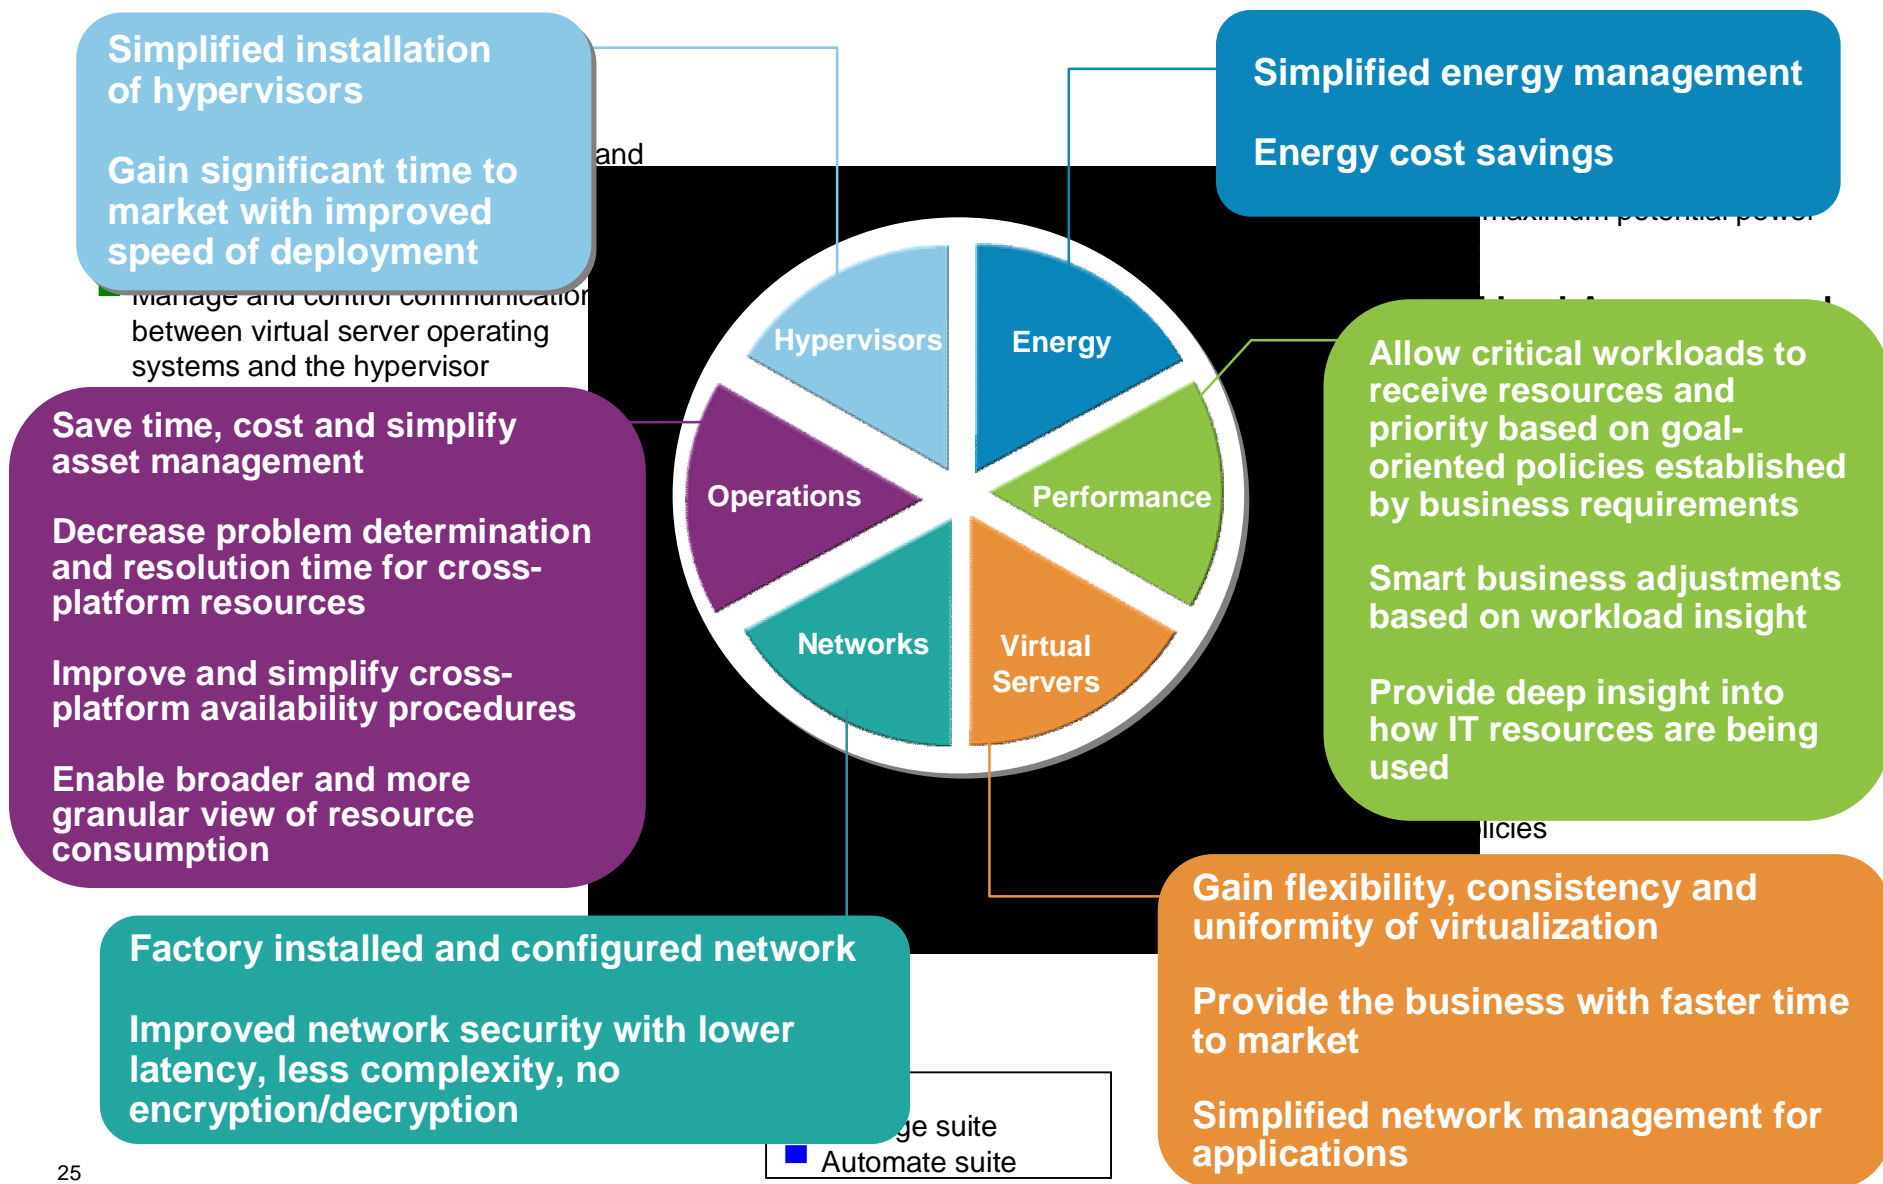 Simplified installation
of hypervisors
Gain significant time to
market with improved
speed of deployment
and
Simplified energy management
Energy cost savings
maximum potential power
Manage and control communication
between virtual server operating
systems and the hypervisor
Hypervisors
Energy
Operations
Performance
Networks
Virtual
Servers
Save time, cost and simplify
asset management
Decrease problem determination
and resolution time for cross-
platform resources
Improve and simplify cross-
platform availability procedures
Enable broader and more
granular view of resource
consumption
Allow critical workloads to
receive resources and
priority based on goal-
oriented policies established
by business requirements
Smart business adjustments
based on workload insight
Provide deep insight into
how IT resources are being
used
licies
Factory installed and configured network
Improved network security with lower
latency, less complexity, no
encryption/decryption
Gain flexibility, consistency and
uniformity of virtualization
Provide the business with faster time
to market
Simplified network management for
applications
ge suite
Automate suite
25